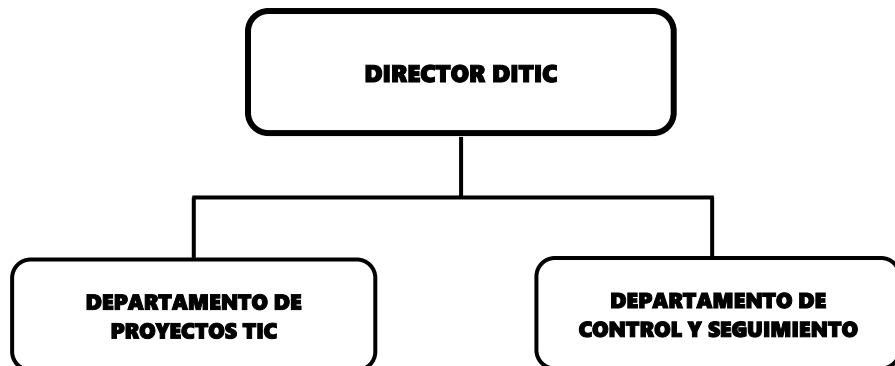 DIRECTOR DITIC
DEPARTAMENTO DE
PROYECTOS TIC
DEPARTAMENTO DE
CONTROL Y SEGUIMIENTO